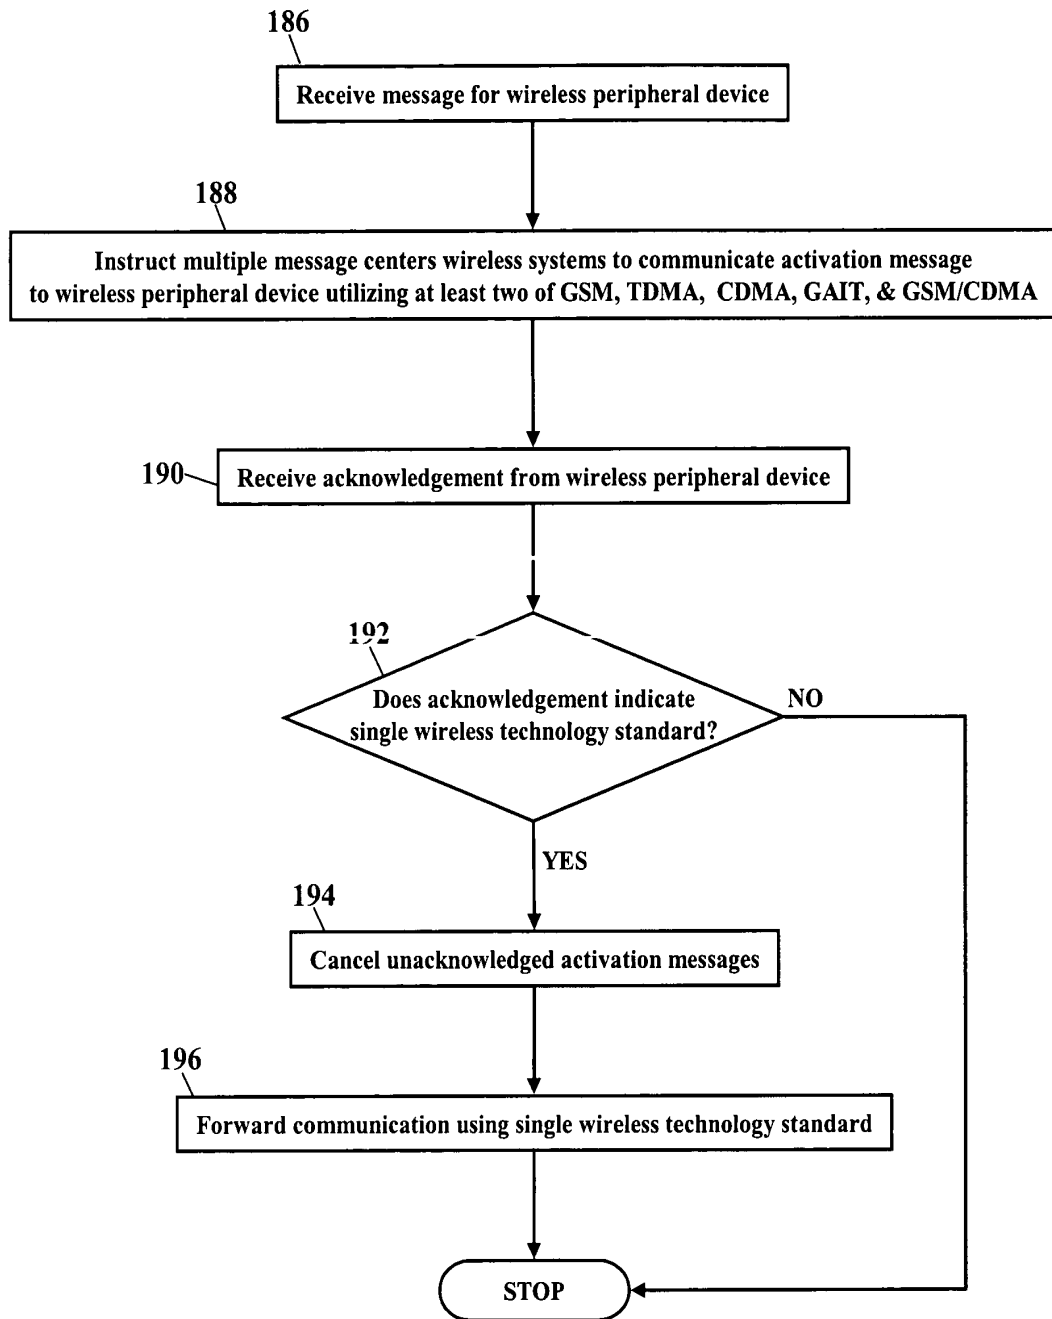 186
Receive message for wireless peripheral device
188
Instruct multiple message centers wireless systems to communicate activation message
to wireless peripheral device utilizing at least two of GSM, TDMA, CDMA, GAIT, & GSM/CDMA
190
Receive acknowledgement from wireless peripheral device
192
Does acknowledgement indicate
single wireless technology standard?
NO
YES
194
Cancel unacknowledged activation messages
196
Forward communication using single wireless technology standard
STOP